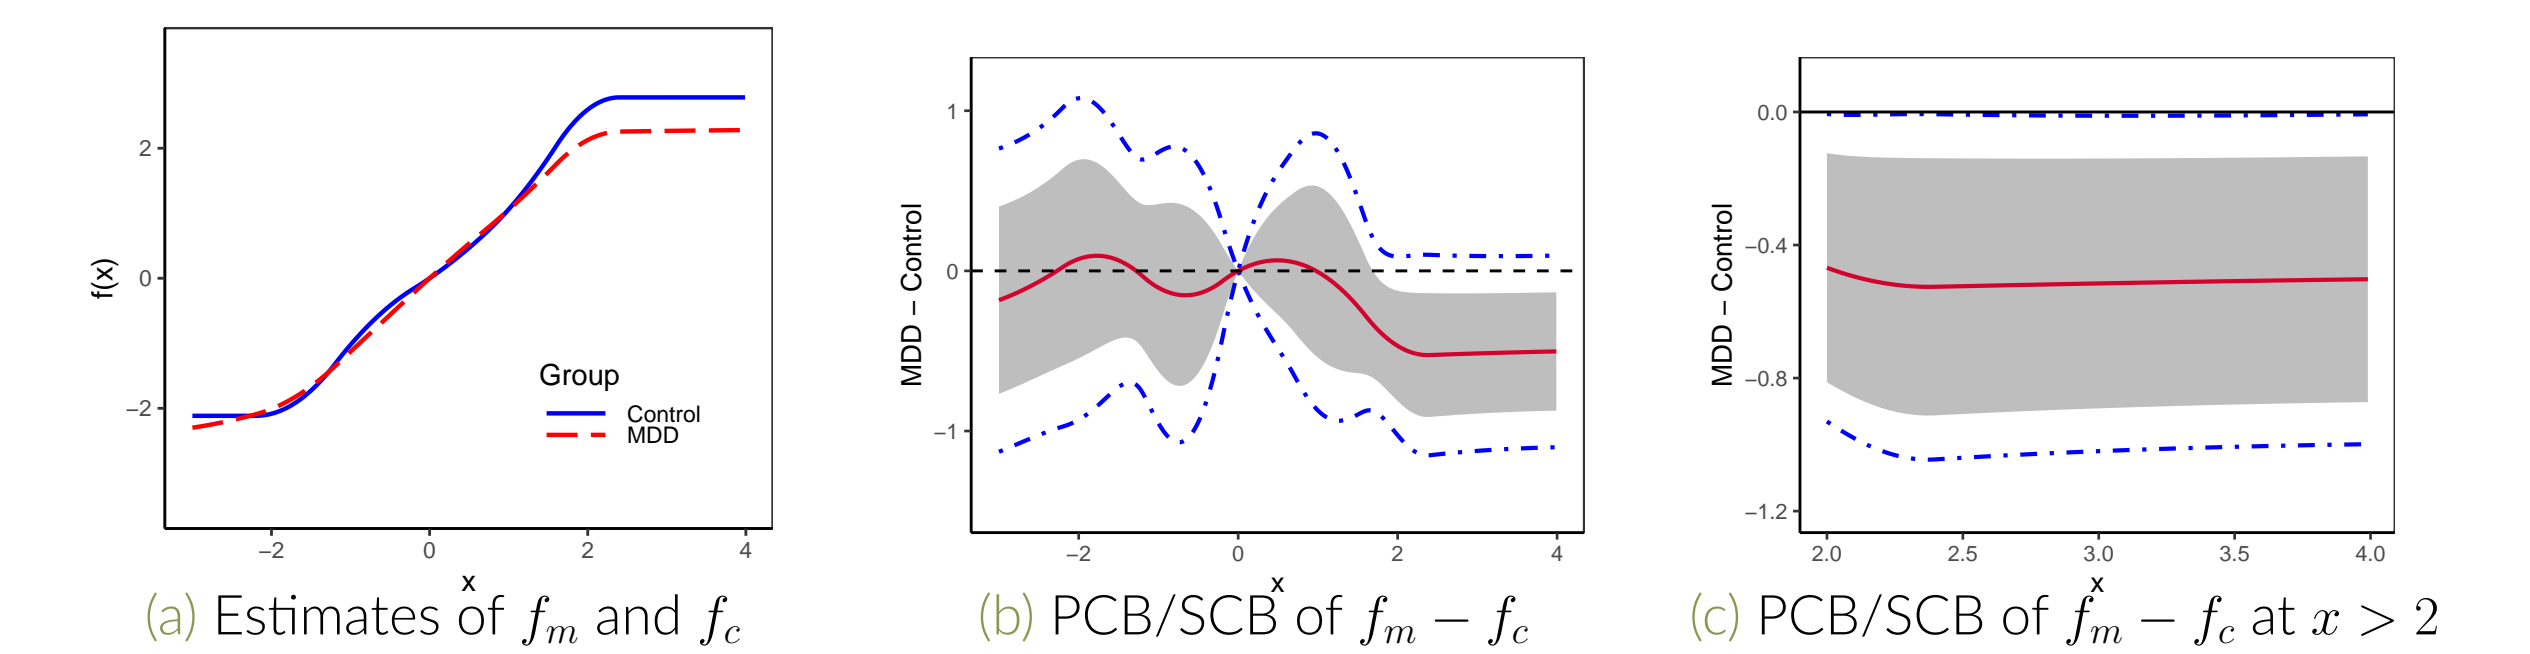 2
0
−2
f(x)
Group
Control
MDD
−2
0
2
4
x
(a) Estimates of f_m and f_c
1
0
−1
MDD − Control
−2
0
2
4
x
(b) PCB/SCB of f_m − f_c
0.0
−0.4
−0.8
−1.2
MDD − Control
2.0
2.5
3.0
3.5
4.0
x
(c) PCB/SCB of f_m − f_c at x > 2